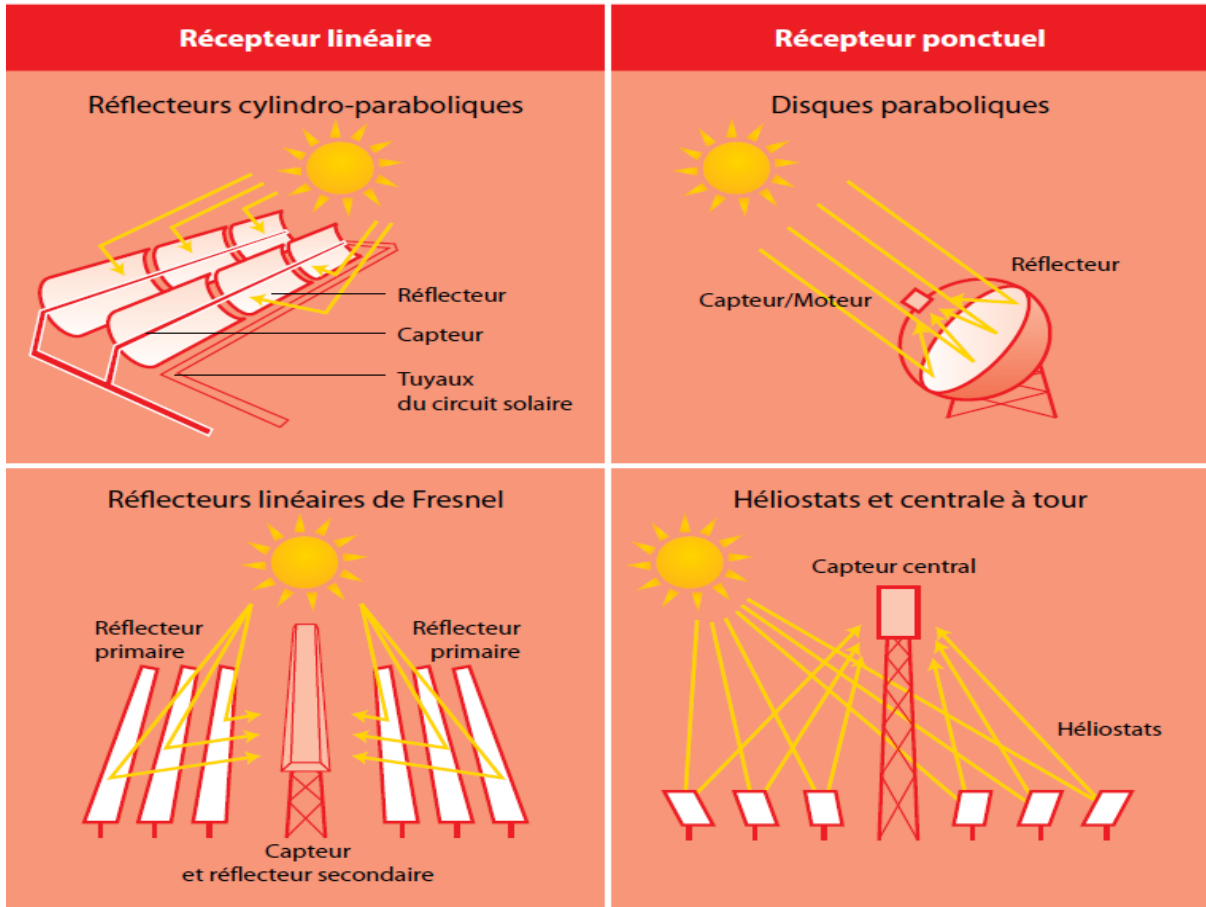 Récepteur linéaire
Réflecteurs cylindro-paraboliques
Réflecteur
Capteur
Tuyaux
du circuit solaire
Récepteur ponctuel
Disques paraboliques
Réflecteur
Capteur/Moteur
Réflecteurs linéaires de Fresnel
Réflecteur
primaire
Réflecteur
primaire
Capteur
et réflecteur secondaire
Héliostats et centrale à tour
Capteur central
Héliostats